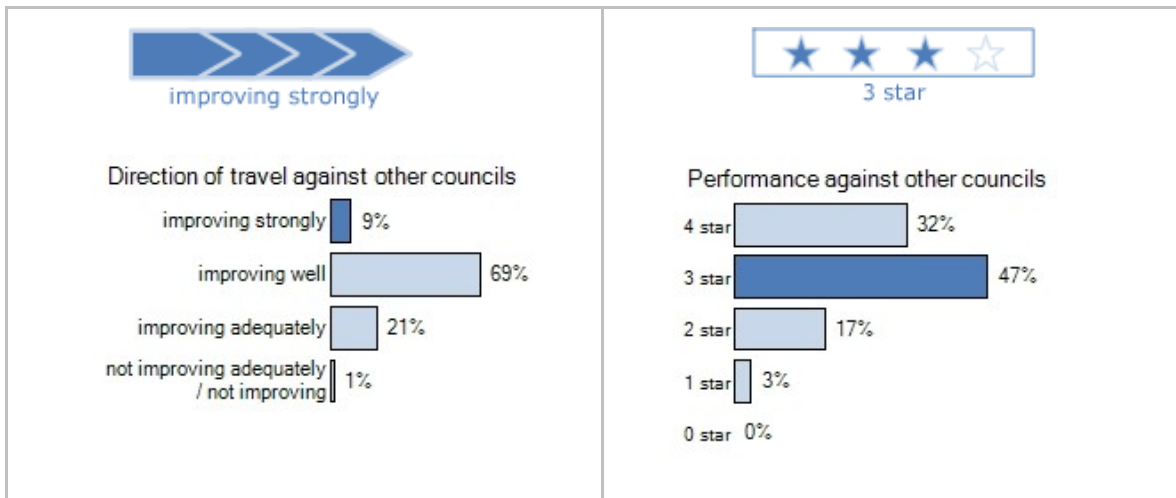 improving strongly
Direction of travel against other councils
improving strongly 9%
improving well 69%
improving adequately 21%
not improving adequately
/ not improving 1%
3 star
Performance against other councils
4 star 32%
3 star 47%
2 star 17%
1 star 3%
0 star 0%